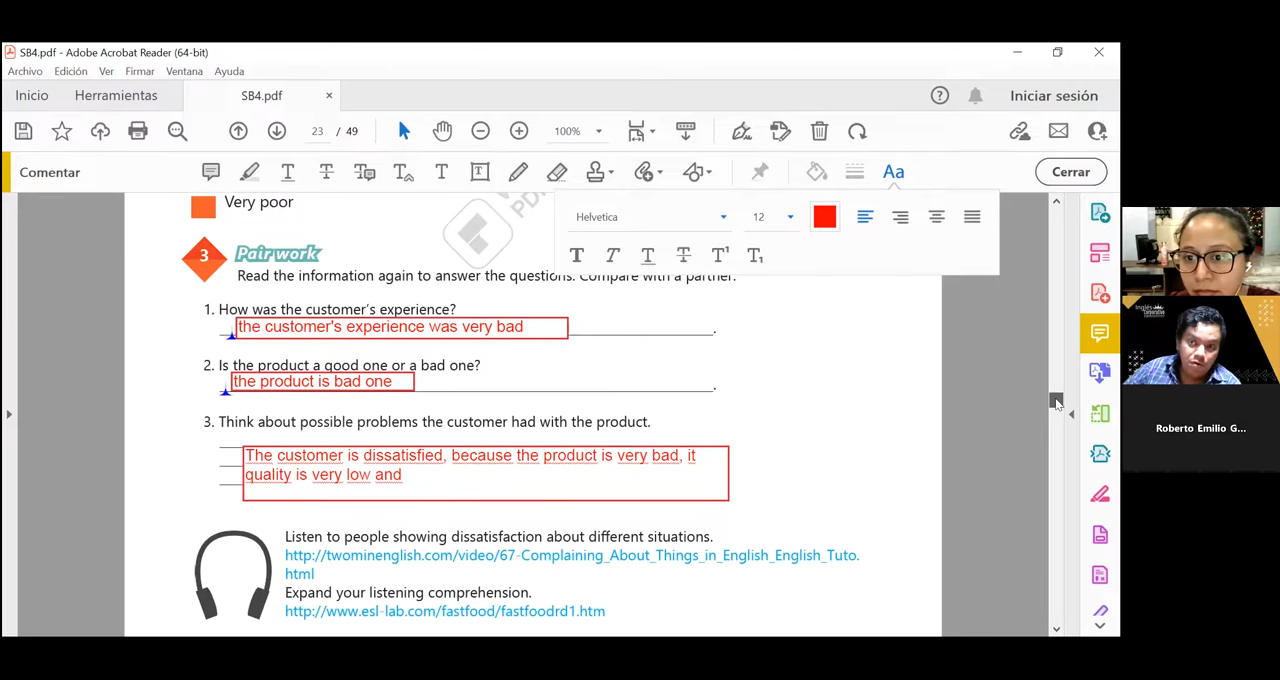 SB4.pdf - Adobe Acrobat Reader (64-bit)
Archivo Edición Ver Firmar Ventana Ayuda
Inicio Herramientas SB4.pdf × Iniciar sesión
23 / 49 100%
Comentar Aa Cerrar
Very poor
PD
Helvetica 12
T T T T T¹ T₁
3 Pair work
Read the information again to answer the questions. Compare with a partner.
1. How was the customer's experience?
the customer's experience was very bad
2. Is the product a good one or a bad one?
the product is bad one
3. Think about possible problems the customer had with the product.
The customer is dissatisfied, because the product is very bad, it
quality is very low and
Listen to people showing dissatisfaction about different situations.
http://twominenglish.com/video/67-Complaining_About_Things_in_English_English_Tuto.
html
Expand your listening comprehension.
http://www.esl-lab.com/fastfood/fastfoodrd1.htm
Inglés
Corporativo
Roberto Emilio G...